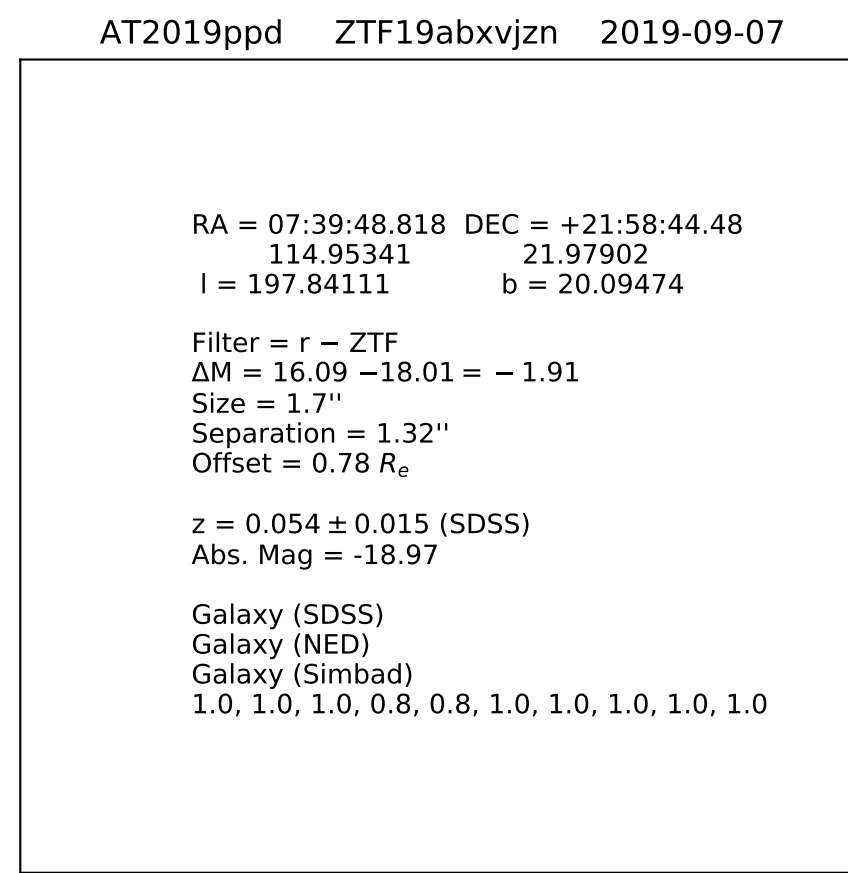 AT2019ppd ZTF19abxvjzn 2019-09-07
RA = 07:39:48.818 DEC = +21:58:44.48
114.95341 21.97902
l = 197.84111 b = 20.09474
Filter = r − ZTF
ΔM = 16.09 −18.01 = − 1.91
Size = 1.7''
Separation = 1.32''
Offset = 0.78 Re
z = 0.054 ± 0.015 (SDSS)
Abs. Mag = -18.97
Galaxy (SDSS)
Galaxy (NED)
Galaxy (Simbad)
1.0, 1.0, 1.0, 0.8, 0.8, 1.0, 1.0, 1.0, 1.0, 1.0